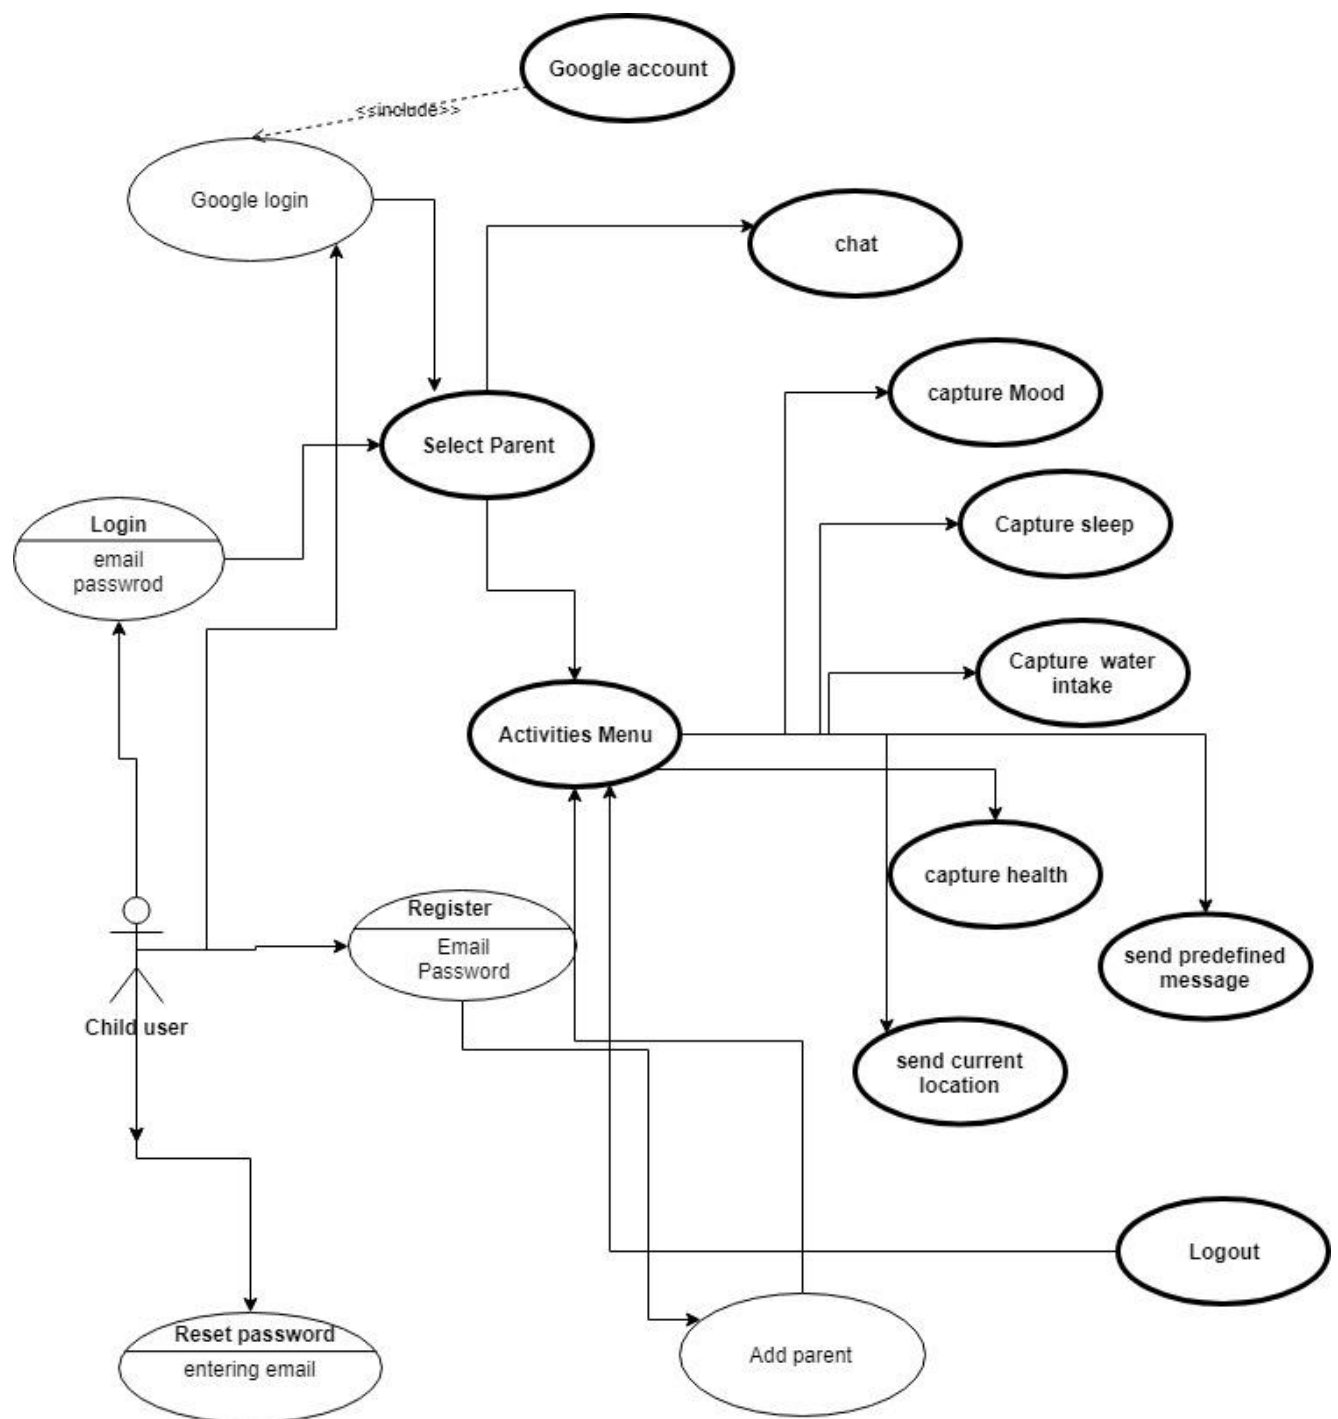 Google account
<<include>>
Google login
chat
capture Mood
Select Parent
Login
email
passwrod
Capture sleep
Capture  water
intake
Activities Menu
capture health
Register
Email
Password
send predefined
message
Child user
send current
location
Logout
Reset password
entering email
Add parent